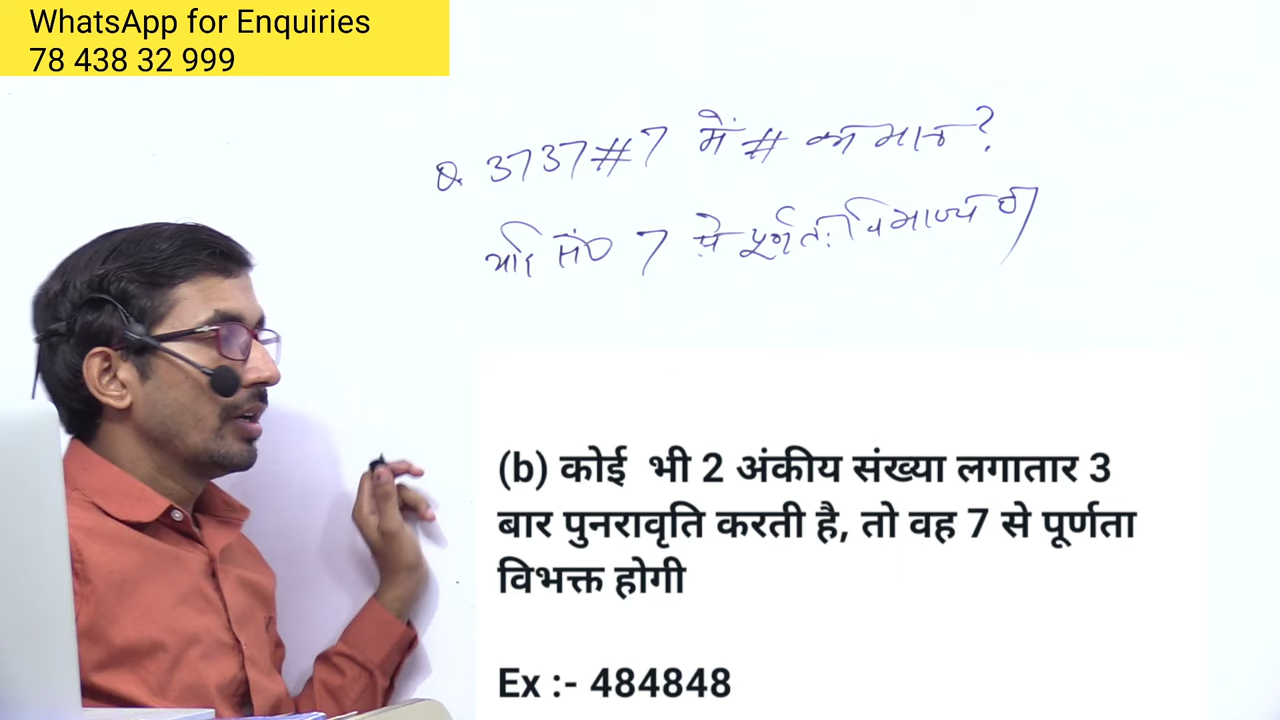 WhatsApp for Enquiries
78 438 32 999
Q. 3737#7 में # का मान ?
यदि सं० 7 से पूर्णतः विभाज्य हो
(b) कोई भी 2 अंकीय संख्या लगातार 3
बार पुनरावृति करती है, तो वह 7 से पूर्णता
विभक्त होगी
Ex :- 484848